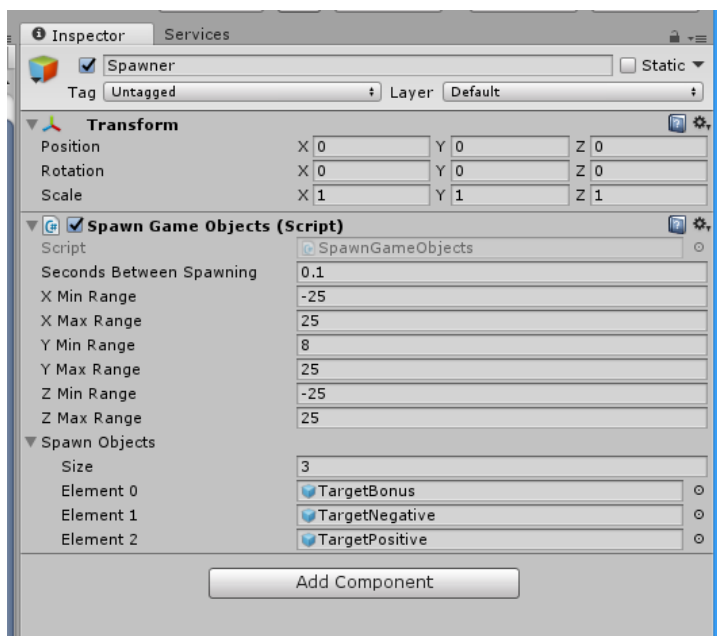 Inspector Services
Spawner Static
Tag Untagged Layer Default
Transform
Position X 0 Y 0 Z 0
Rotation X 0 Y 0 Z 0
Scale X 1 Y 1 Z 1
Spawn Game Objects (Script)
Script SpawnGameObjects
Seconds Between Spawning 0.1
X Min Range -25
X Max Range 25
Y Min Range 8
Y Max Range 25
Z Min Range -25
Z Max Range 25
Spawn Objects
Size 3
Element 0 TargetBonus
Element 1 TargetNegative
Element 2 TargetPositive
Add Component